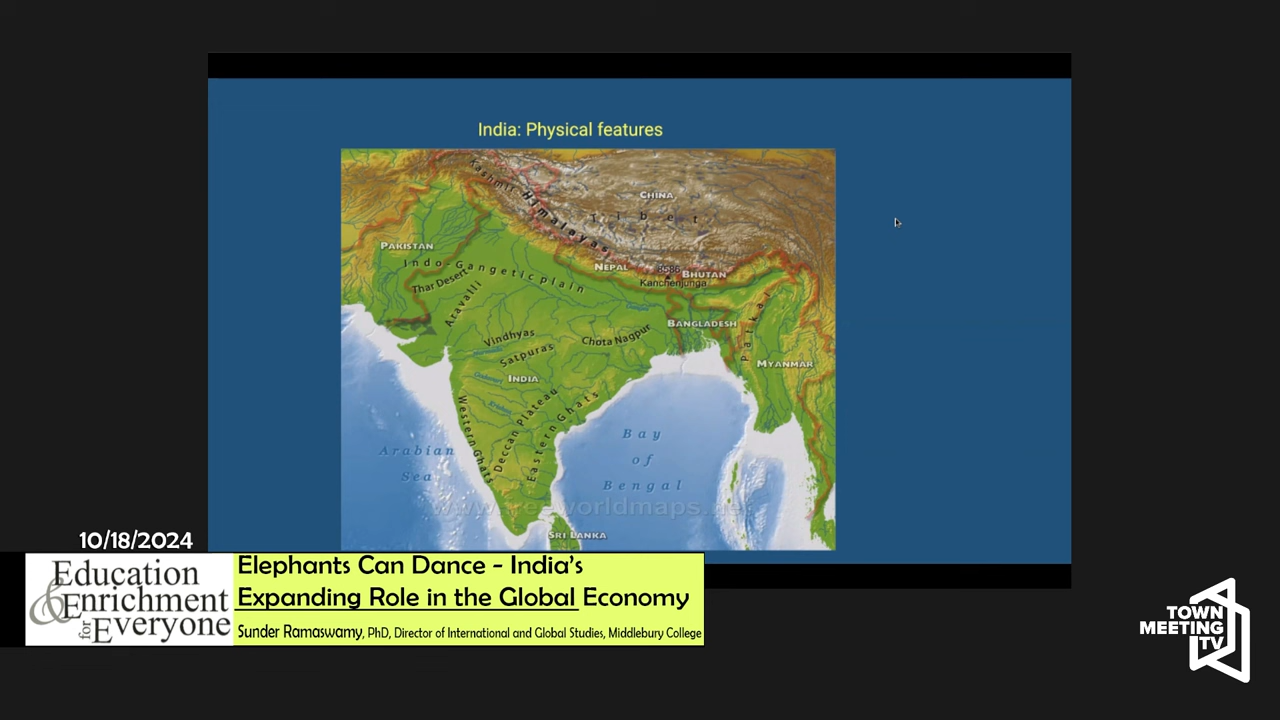 India: Physical features
Kashmir
CHINA
Himalayas
Tibet
PAKISTAN
Indo-Gangetic plain
NEPAL
8586
BHUTAN
Thar Desert
Kanchenjunga
Aravalli
Patkai
BANGLADESH
Vindhyas
Chota Nagpur
Satpuras
MYANMAR
INDIA
Godavari
Krishna
Western Ghats
Deccan Plateau
Eastern Ghats
Arabian
Sea
Bay
of
Bengal
SRI LANKA
10/18/2024
Education
& Enrichment
for Everyone
Elephants Can Dance - India's
Expanding Role in the Global Economy
Sunder Ramaswamy, PhD, Director of International and Global Studies, Middlebury College
TOWN
MEETING
TV